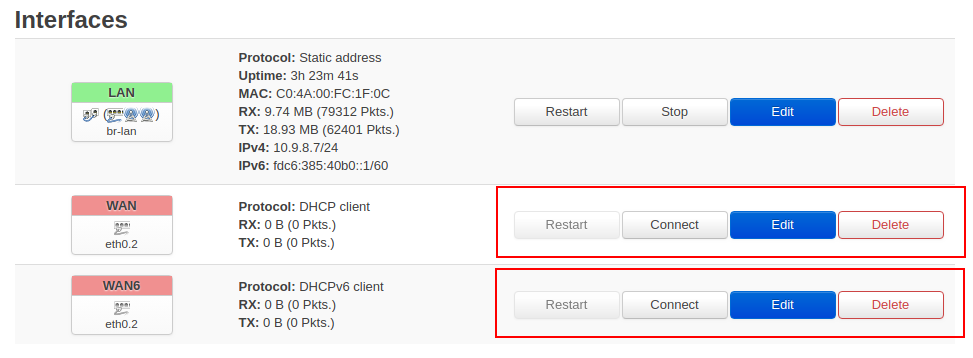 Interfaces
LAN
br-lan
Protocol: Static address
Uptime: 3h 23m 41s
MAC: C0:4A:00:FC:1F:0C
RX: 9.74 MB (79312 Pkts.)
TX: 18.93 MB (62401 Pkts.)
IPv4: 10.9.8.7/24
IPv6: fdc6:385:40b0::1/60
Restart Stop Edit Delete
WAN
eth0.2
Protocol: DHCP client
RX: 0 B (0 Pkts.)
TX: 0 B (0 Pkts.)
Restart Connect Edit Delete
WAN6
eth0.2
Protocol: DHCPv6 client
RX: 0 B (0 Pkts.)
TX: 0 B (0 Pkts.)
Restart Connect Edit Delete